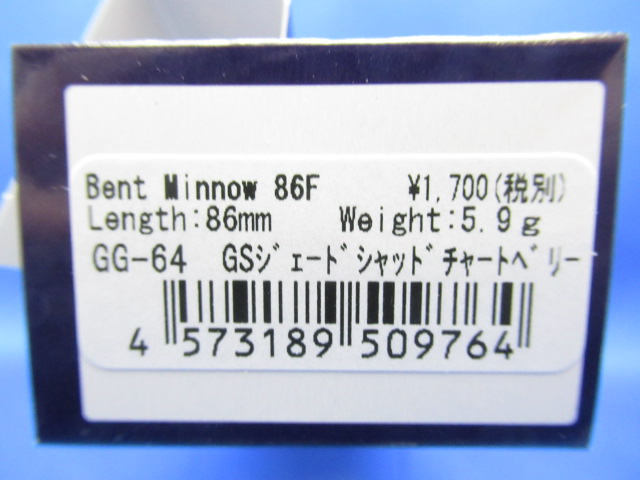 Bent Minnow 86F ¥1,700(税別)
Length:86mm Weight:5.9g
GG-64 GSｼﾞｪｰﾄﾞｼｬｯﾄﾞﾁｬｰﾄﾍﾞﾘｰ
4 573189 509764